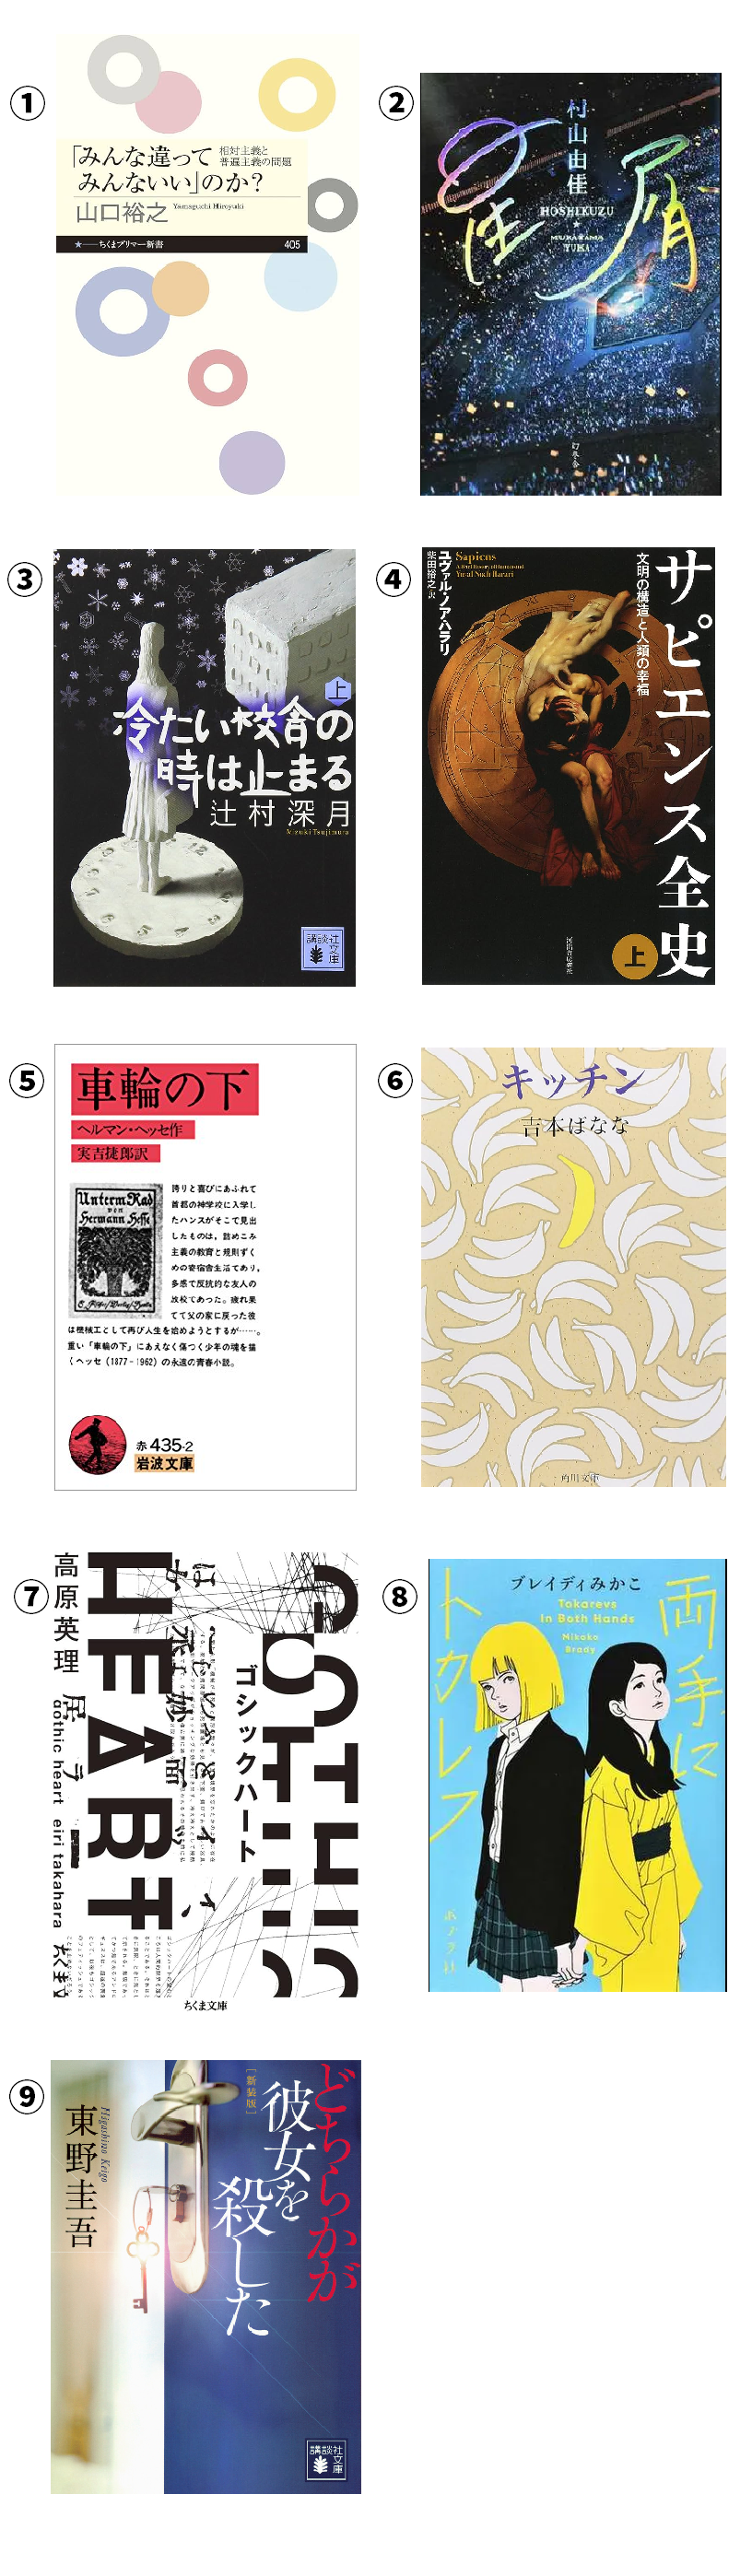 ①
「みんな違って
みんないい」のか？
相対主義と
普遍主義の問題
山口裕之 Yamaguchi Hiroyuki
★──ちくまプリマー新書
405
②
村山由佳
星屑
HOSHIKUZU
MURAYAMA
YUKA
幻冬舎
③
上
冷たい校舎の
時は止まる
辻村深月
Mizuki Tsujimura
講談社文庫
④
サピエンス全史
文明の構造と人類の幸福
上
Sapiens
A Brief History of Humankind
Yuval Noah Harari
ユヴァル・ノア・ハラリ
柴田裕之 訳
河出書房新社
⑤
車輪の下
ヘルマン・ヘッセ作
実吉捷郎訳
Unterm Rad
von
Hermann Hesse
誇りと喜びにあふれて
首都の神学校に入学し
たハンスがそこで見出
したものは，詰めこみ
主義の教育と規則ずく
めの寄宿舎生活であり，
多感で反抗的な友人の
放校であった。疲れ果
てて父の家に戻った彼
は機械工として再び人生を始めようとするが……。
重い「車輪の下」にあえなく傷つく少年の魂を描
くヘッセ（1877‐1962）の永遠の青春小説。
赤435-2
岩波文庫
⑥
キッチン
吉本ばなな
角川文庫
⑦
高原英理
GOTHIC
HEART
ゴシックハート
gothic heart eiri takahara
ちくま文庫
⑧
ブレイディみかこ
両手に
トカレフ
Tokarevs
In Both Hands
Mikako
Brady
ポプラ社
⑨
どちらかが
彼女を
殺した
［新装版］
東野圭吾
Higashino Keigo
講談社文庫